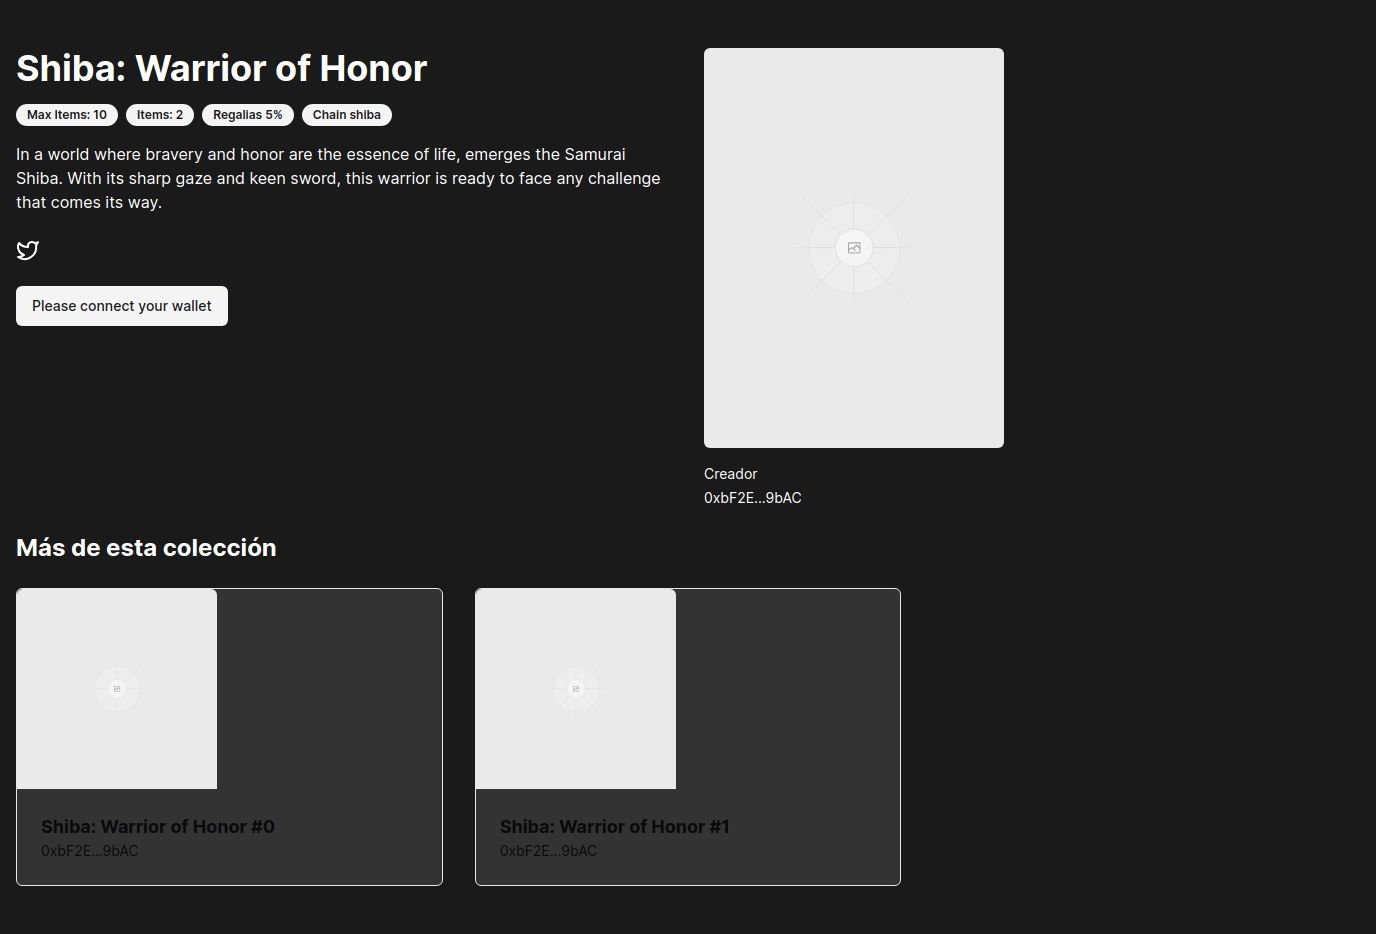 Shiba: Warrior of Honor
Max Items: 10 Items: 2 Regalias 5% Chain shiba
In a world where bravery and honor are the essence of life, emerges the Samurai
Shiba. With its sharp gaze and keen sword, this warrior is ready to face any challenge
that comes its way.
Please connect your wallet
Creador
0xbF2E...9bAC
Más de esta colección
Shiba: Warrior of Honor #0
0xbF2E...9bAC
Shiba: Warrior of Honor #1
0xbF2E...9bAC